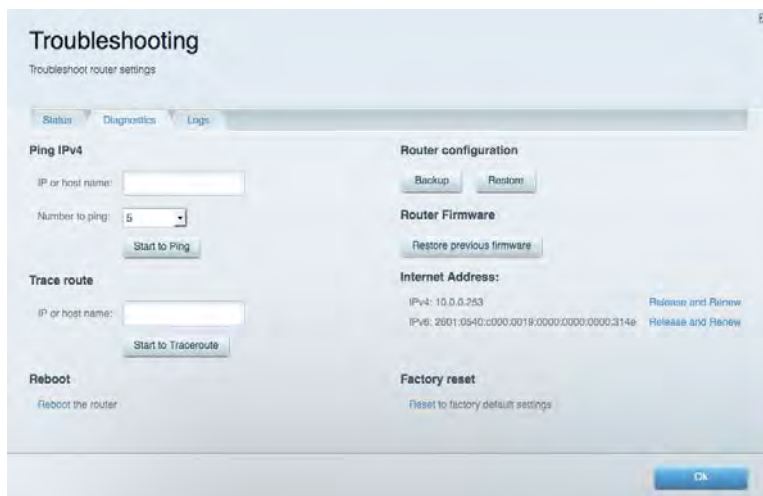 Troubleshooting
Troubleshoot router settings
Status
Diagnostics
Logs
Ping IPv4
IP or host name:
Number to ping: 5
Start to Ping
Trace route
IP or host name:
Start to Traceroute
Reboot
Reboot the router
Router configuration
Backup
Restore
Router Firmware
Restore previous firmware
Internet Address:
IPv4: 10.0.0.253 Release and Renew
IPv6: 2601:0540:c000:0019:0000:0000:0000:314e Release and Renew
Factory reset
Reset to factory default settings
Ok